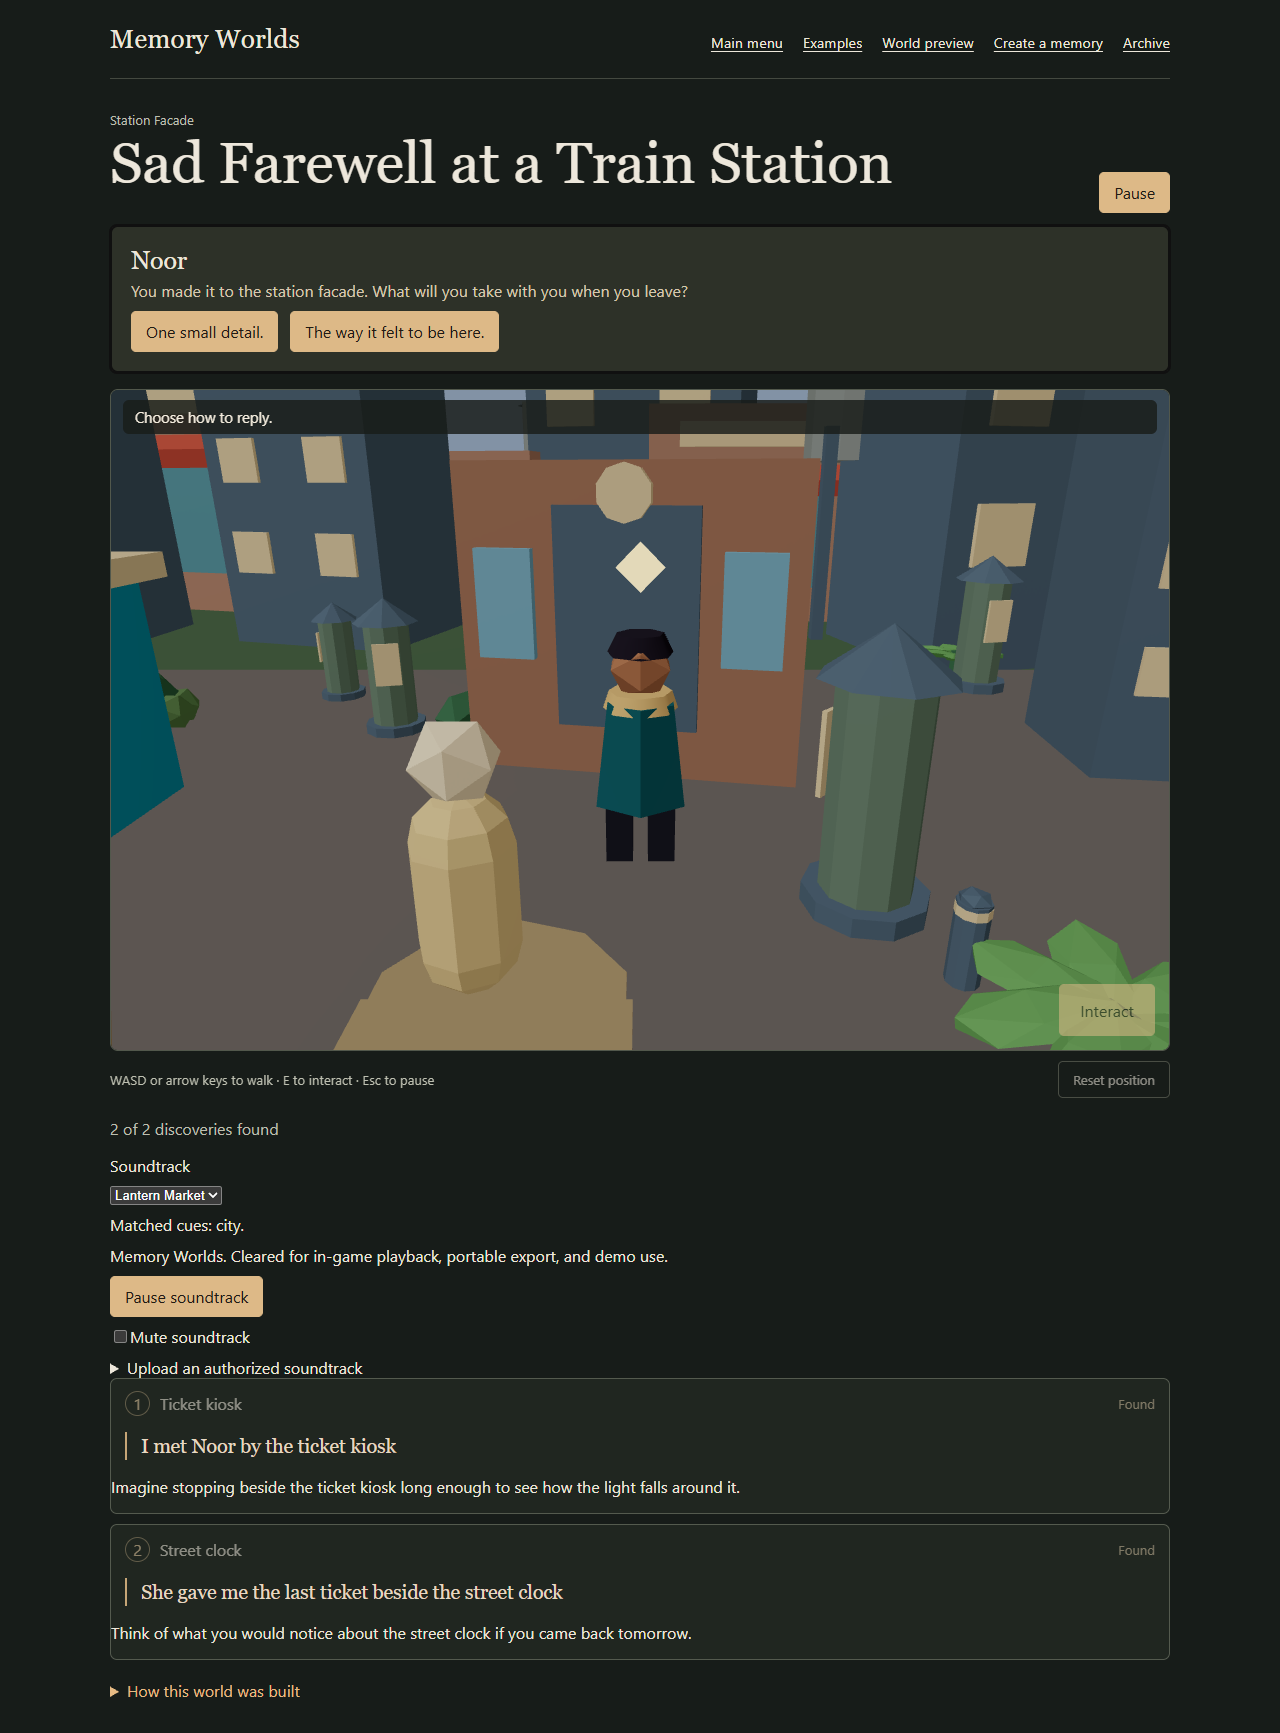 Memory Worlds
Main menu Examples World preview Create a memory Archive
Station Facade
Sad Farewell at a Train Station
Pause
Noor
You made it to the station facade. What will you take with you when you leave?
One small detail. The way it felt to be here.
Choose how to reply.
Interact
WASD or arrow keys to walk · E to interact · Esc to pause
Reset position
2 of 2 discoveries found
Soundtrack
Lantern Market
Matched cues: city.
Memory Worlds. Cleared for in-game playback, portable export, and demo use.
Pause soundtrack
Mute soundtrack
Upload an authorized soundtrack
1 Ticket kiosk Found
I met Noor by the ticket kiosk
Imagine stopping beside the ticket kiosk long enough to see how the light falls around it.
2 Street clock Found
She gave me the last ticket beside the street clock
Think of what you would notice about the street clock if you came back tomorrow.
How this world was built